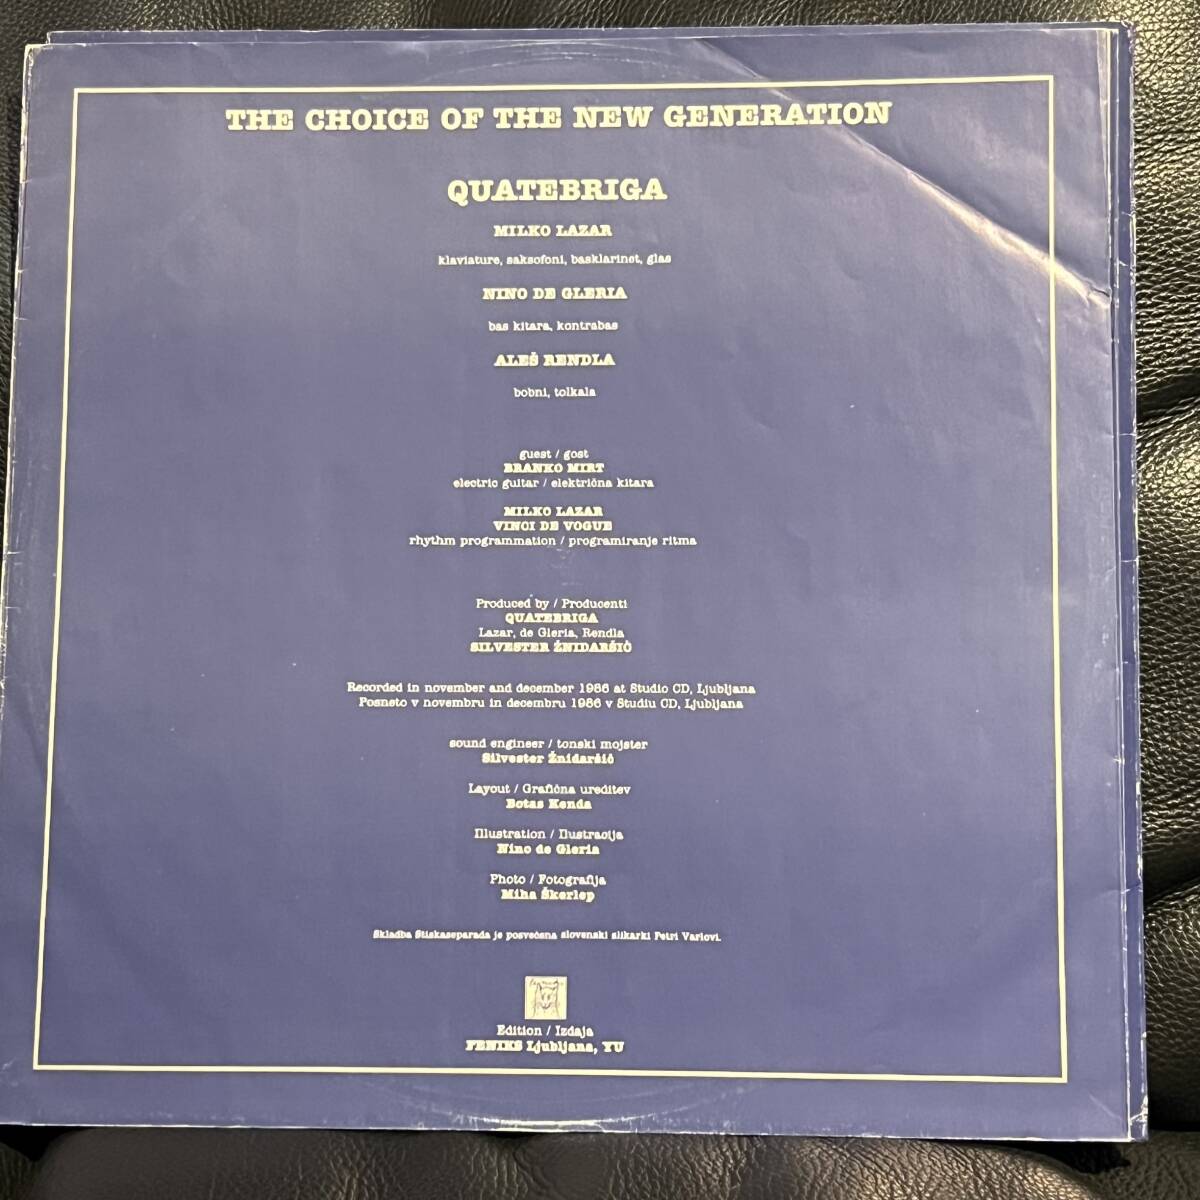 THE CHOICE OF THE NEW GENERATION
QUATEBRIGA
MILKO LAZAR
klaviature, saksofoni, basklarinet, glas
NINO DE GLERIA
bas kitara, kontrabas
ALEŠ RENDLA
bobni, tolkala
guest / gost
BRANKO MIRT
electric guitar / električna kitara
MILKO LAZAR
VINCI DE VOGUE
rhythm programmation / programiranje ritma
Produced by / Producenti
QUATEBRIGA
Lazar, de Gleria, Rendla
SILVESTER ŽNIDARŠIČ
Recorded in november and december 1986 at Studio CD, Ljubljana
Posneto v novembru in decembru 1986 v Studiu CD, Ljubljana
sound engineer / tonski mojster
Silvester Žnidaršič
Layout / Grafična ureditev
Botas Kenda
Illustration / Ilustracija
Nino de Gleria
Photo / Fotografija
Miha Škerlep
Skladba Stiskaseparada je posvečena slovenski slikarki Petri Varlovi.
Edition / Izdaja
FENIKS Ljubljana, YU